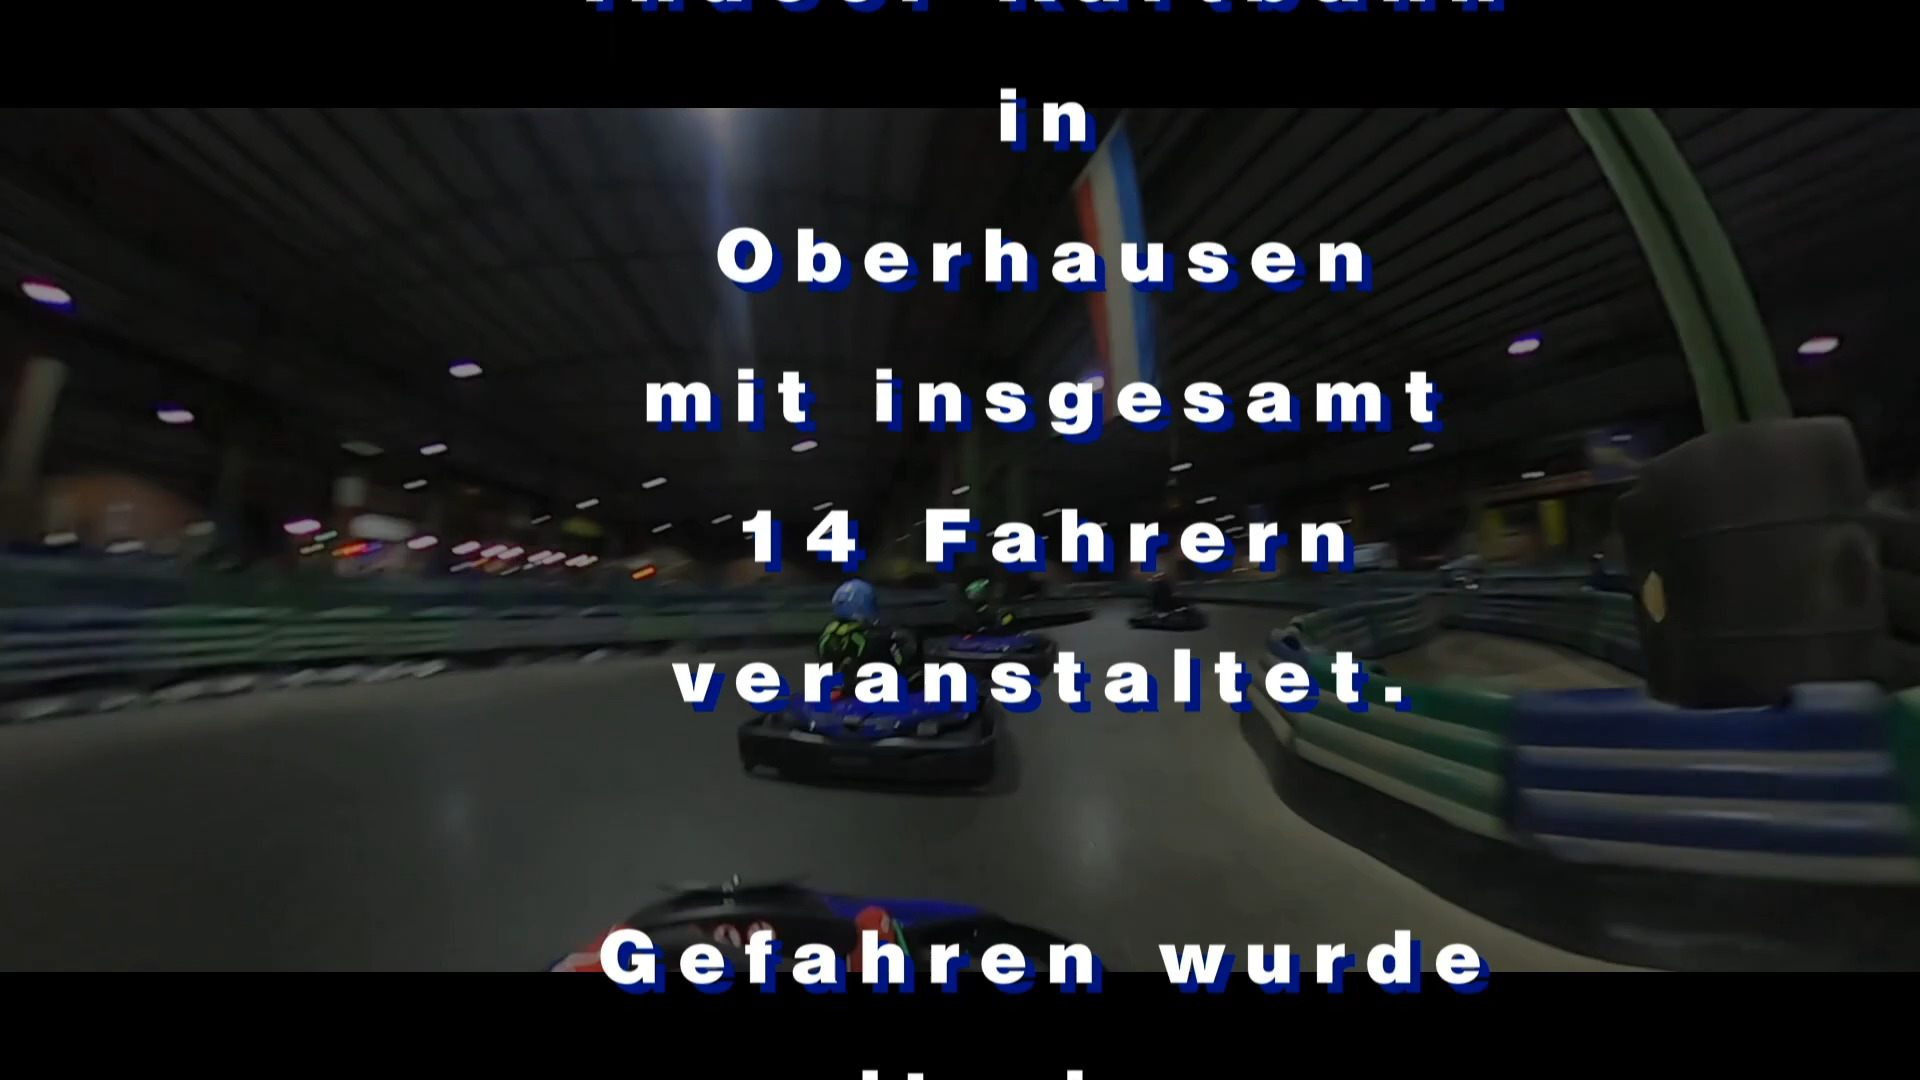 in
Oberhausen
mit insgesamt
14 Fahrern
veranstaltet.
Gefahren wurde